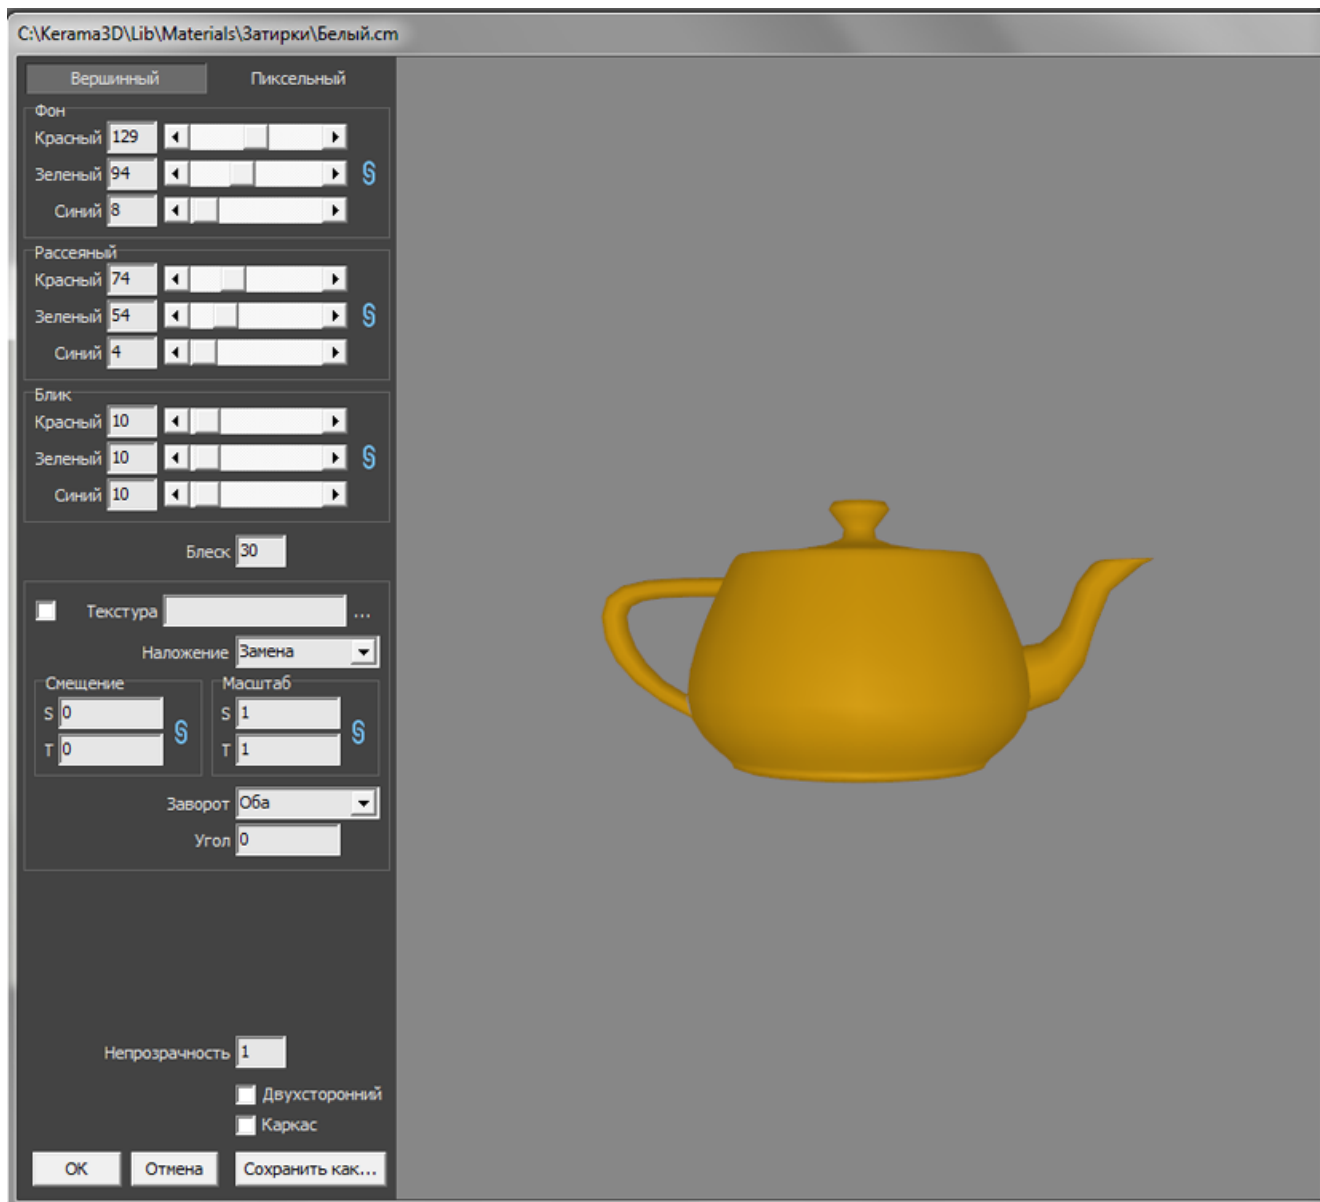 C:\Kerama3D\Lib\Materials\Затирки\Белый.cm
Вершинный Пиксельный
Фон
Красный 129
Зеленый 94
Синий 8
Рассеяный
Красный 74
Зеленый 54
Синий 4
Блик
Красный 10
Зеленый 10
Синий 10
Блеск 30
Текстура ...
Наложение Замена
Смещение Масштаб
S 0 S 1
T 0 T 1
Заворот Оба
Угол 0
Непрозрачность 1
Двухсторонний
Каркас
OK Отмена Сохранить как...